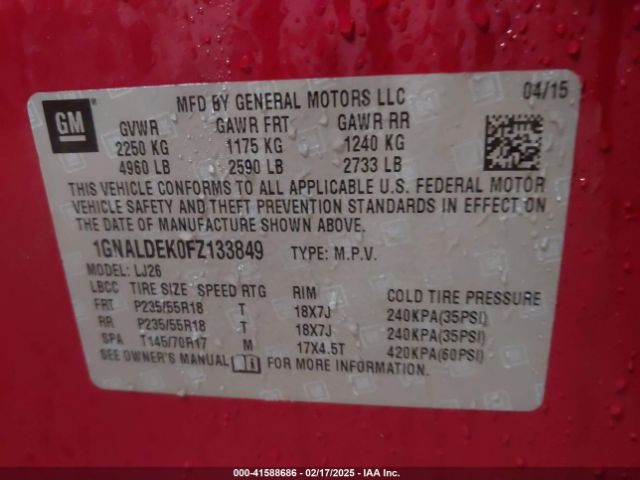 GM
MFD BY GENERAL MOTORS LLC 04/15
GVWR GAWR FRT GAWR RR
2250 KG 1175 KG 1240 KG
4960 LB 2590 LB 2733 LB
THIS VEHICLE CONFORMS TO ALL APPLICABLE U.S. FEDERAL MOTOR
VEHICLE SAFETY AND THEFT PREVENTION STANDARDS IN EFFECT ON
THE DATE OF MANUFACTURE SHOWN ABOVE.
1GNALDEK0FZ133849 TYPE: M.P.V.
MODEL: LJ26
LBCC TIRE SIZE SPEED RTG RIM COLD TIRE PRESSURE
FRT P235/55R18 T 18X7J 240KPA(35PSI)
RR P235/55R18 T 18X7J 240KPA(35PSI)
SPA T145/70R17 M 17X4.5T 420KPA(60PSI)
SEE OWNER'S MANUAL FOR MORE INFORMATION
000-41588686 - 02/17/2025 - IAA Inc.